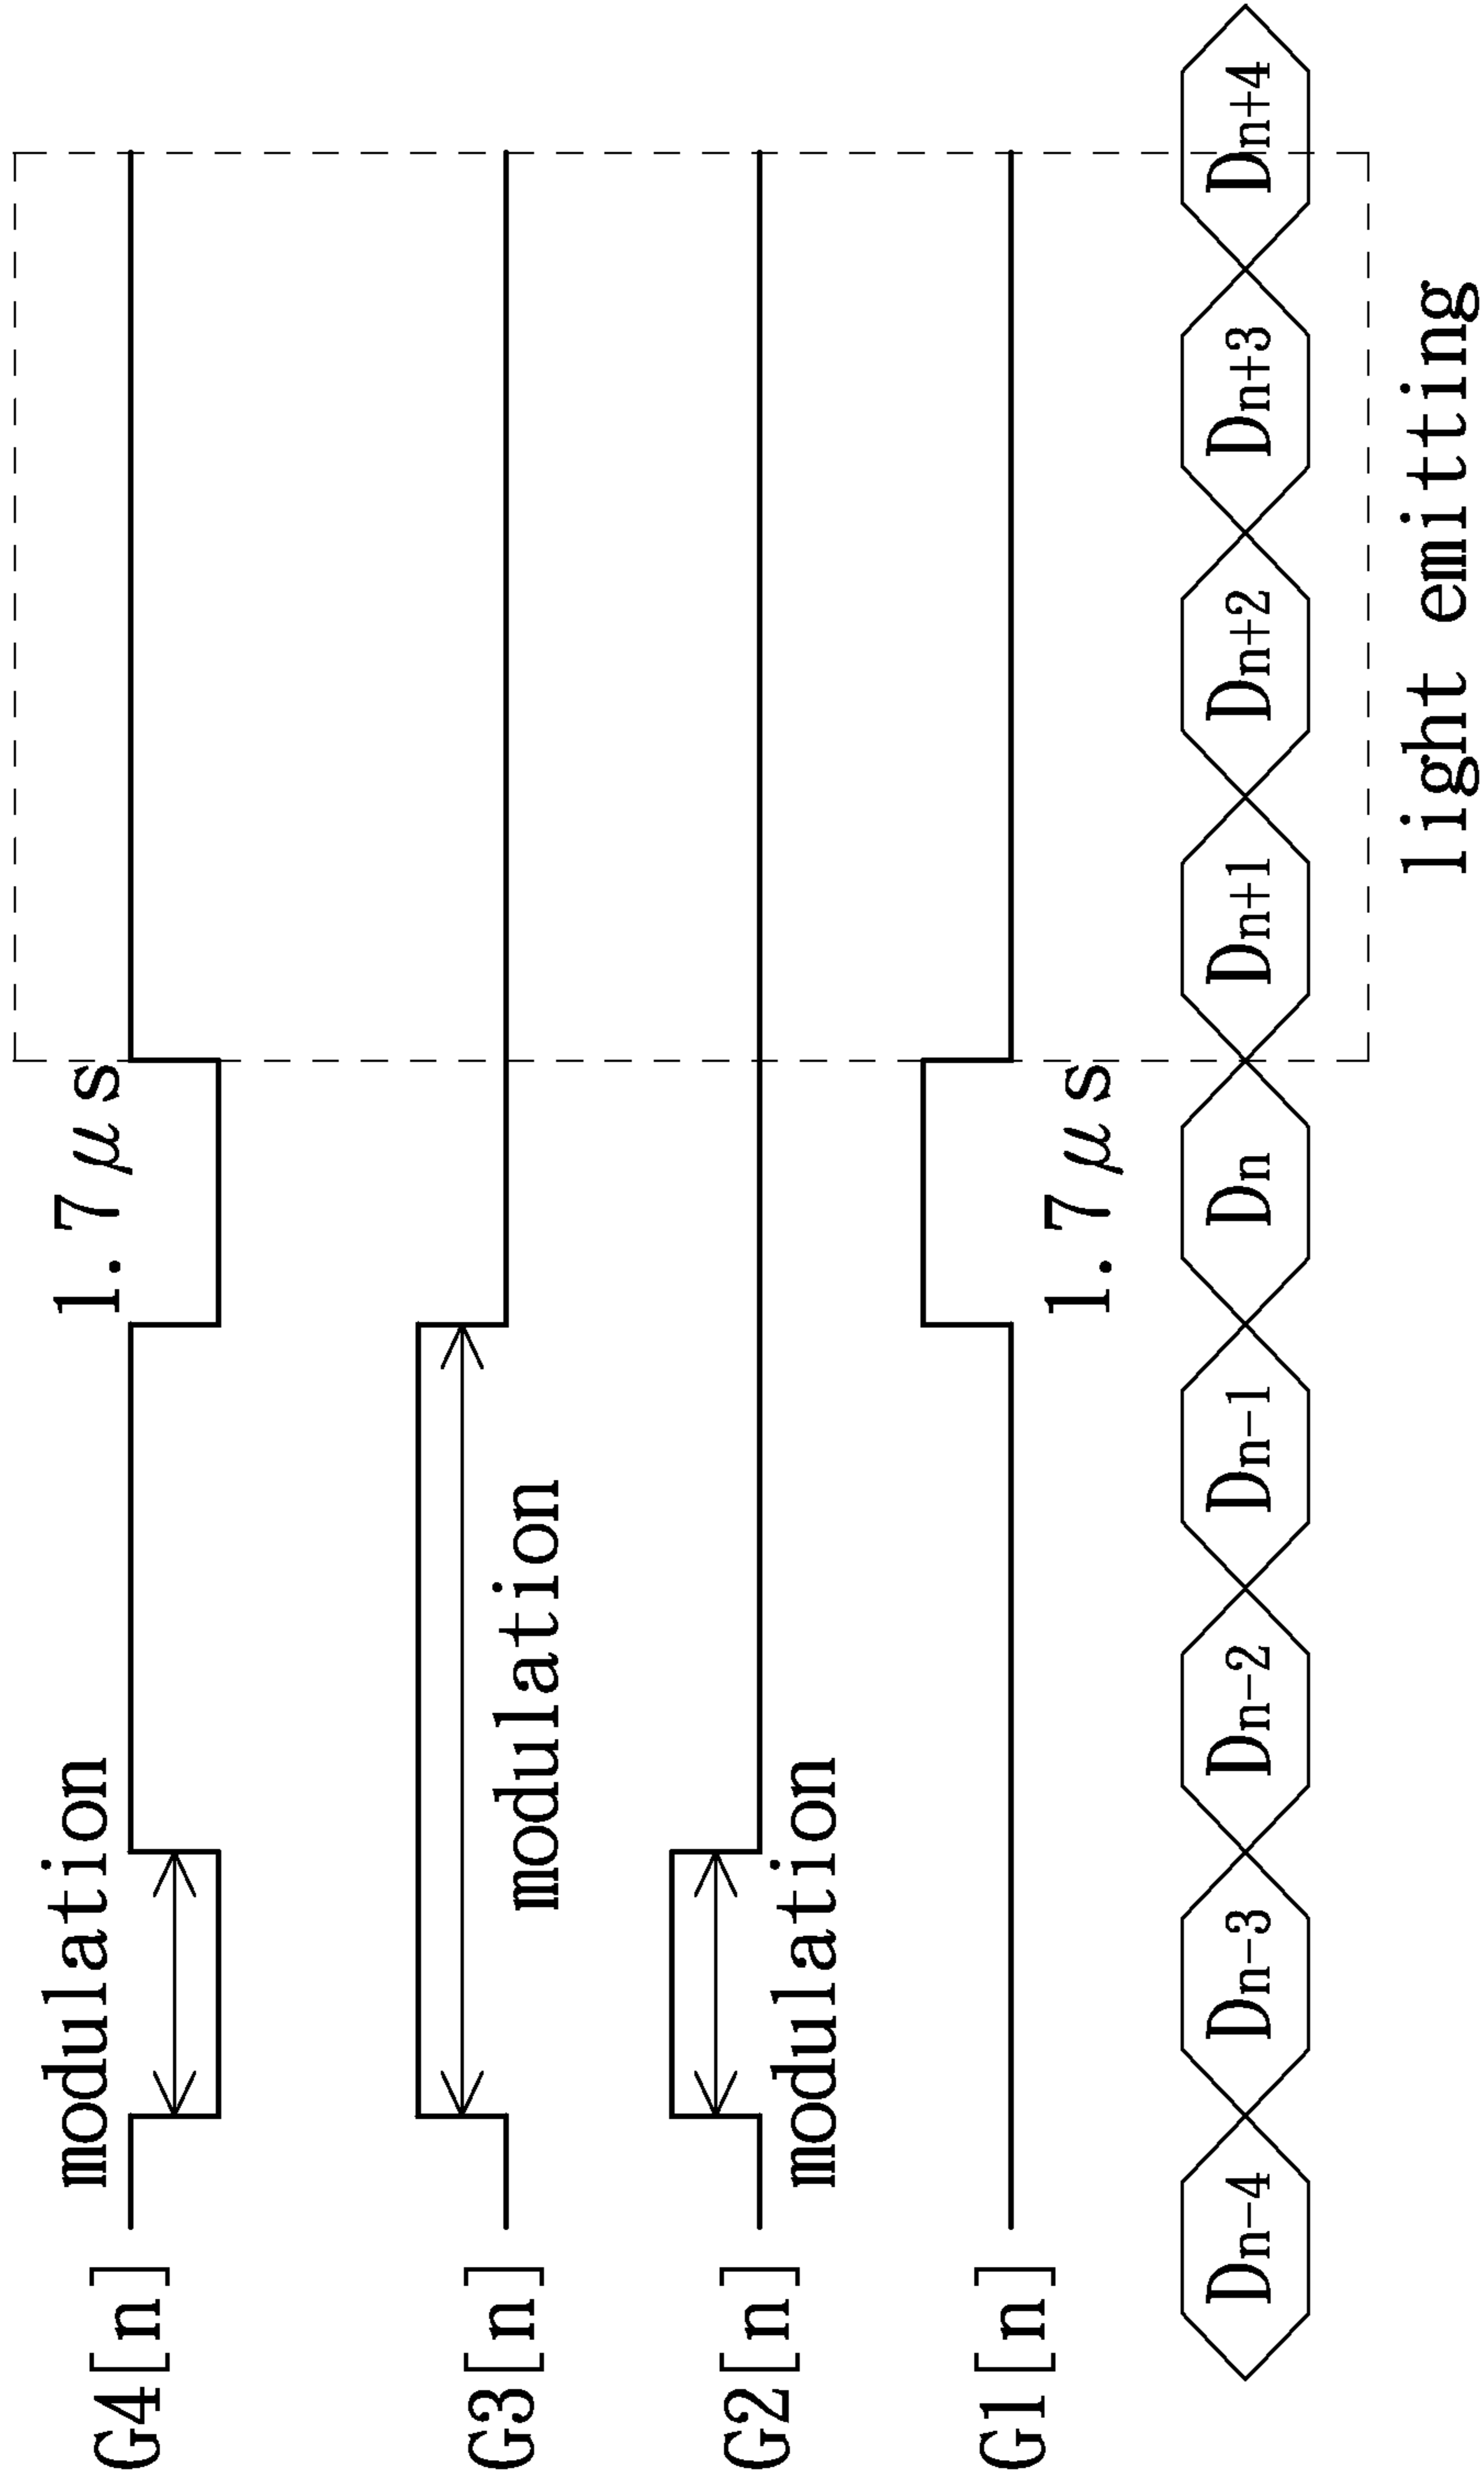 modulation
1.7μs
G4[n]
G3[n]
modulation
G2[n]
modulation
G1[n]
1.7μs
Dn-4 Dn-3 Dn-2 Dn-1 Dn Dn+1 Dn+2 Dn+3 Dn+4
light emitting